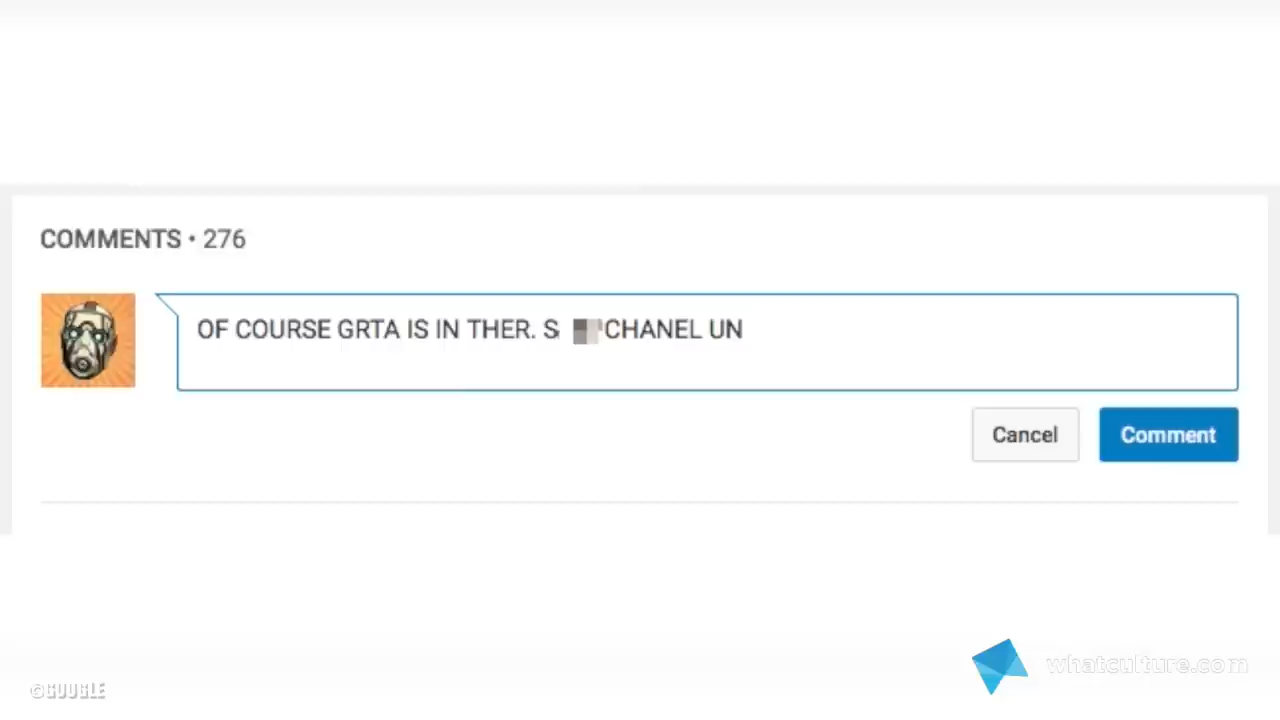 COMMENTS • 276
OF COURSE GRTA IS IN THER. S CHANEL UN
Cancel
Comment
whatculture.com
©GOOGLE